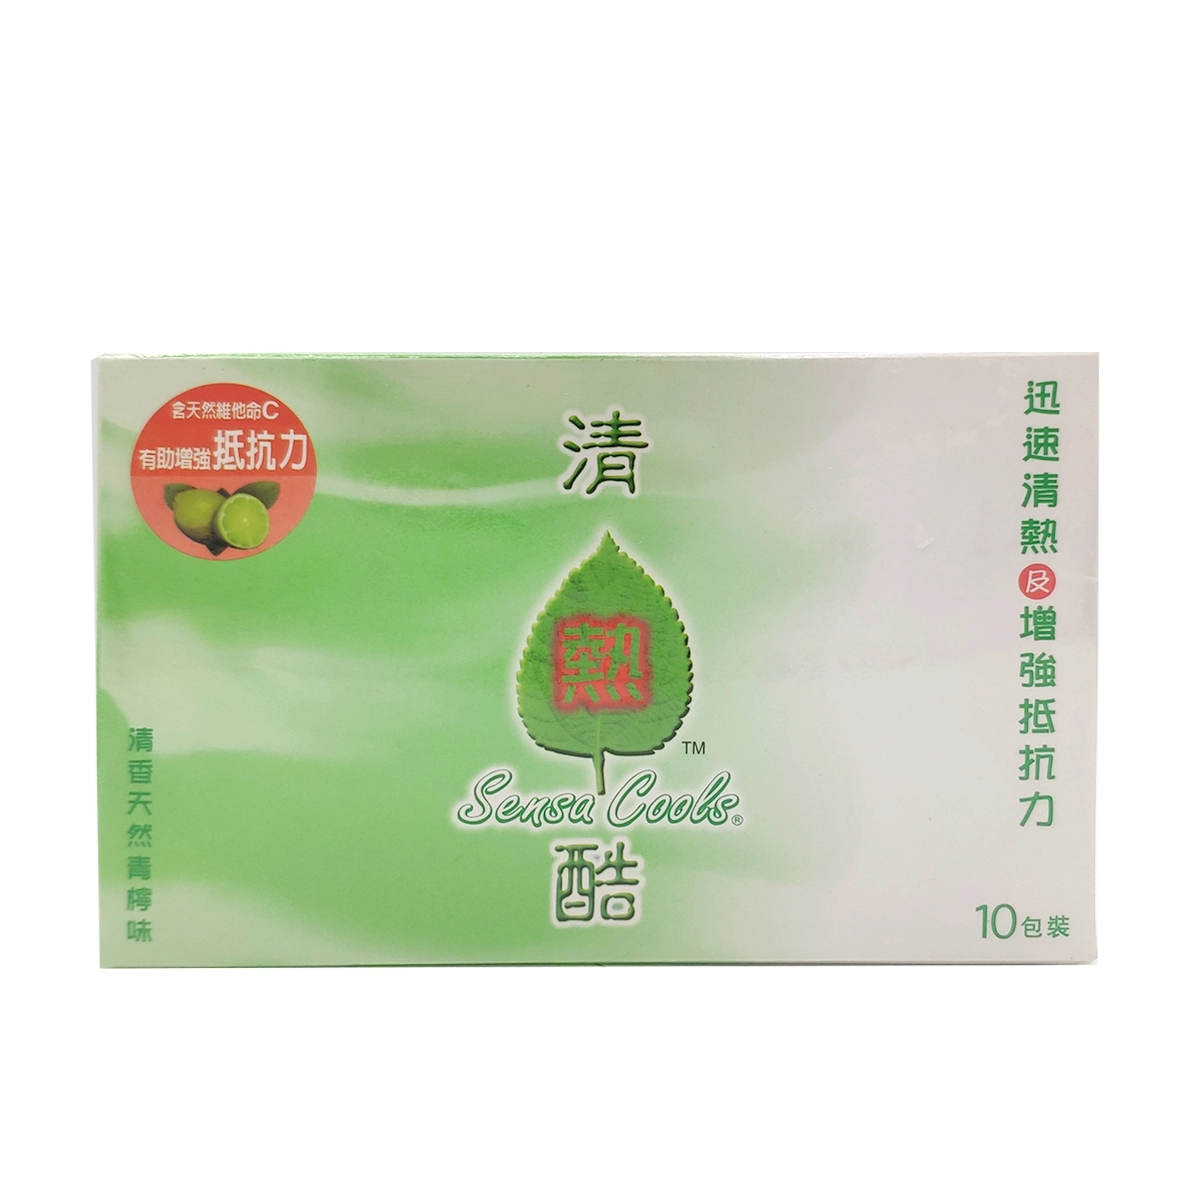 含天然維他命C
有助增強抵抗力
清
熱
TM
Sensa Cools®
酷
迅速清熱及增強抵抗力
清香天然青檸味
10包裝